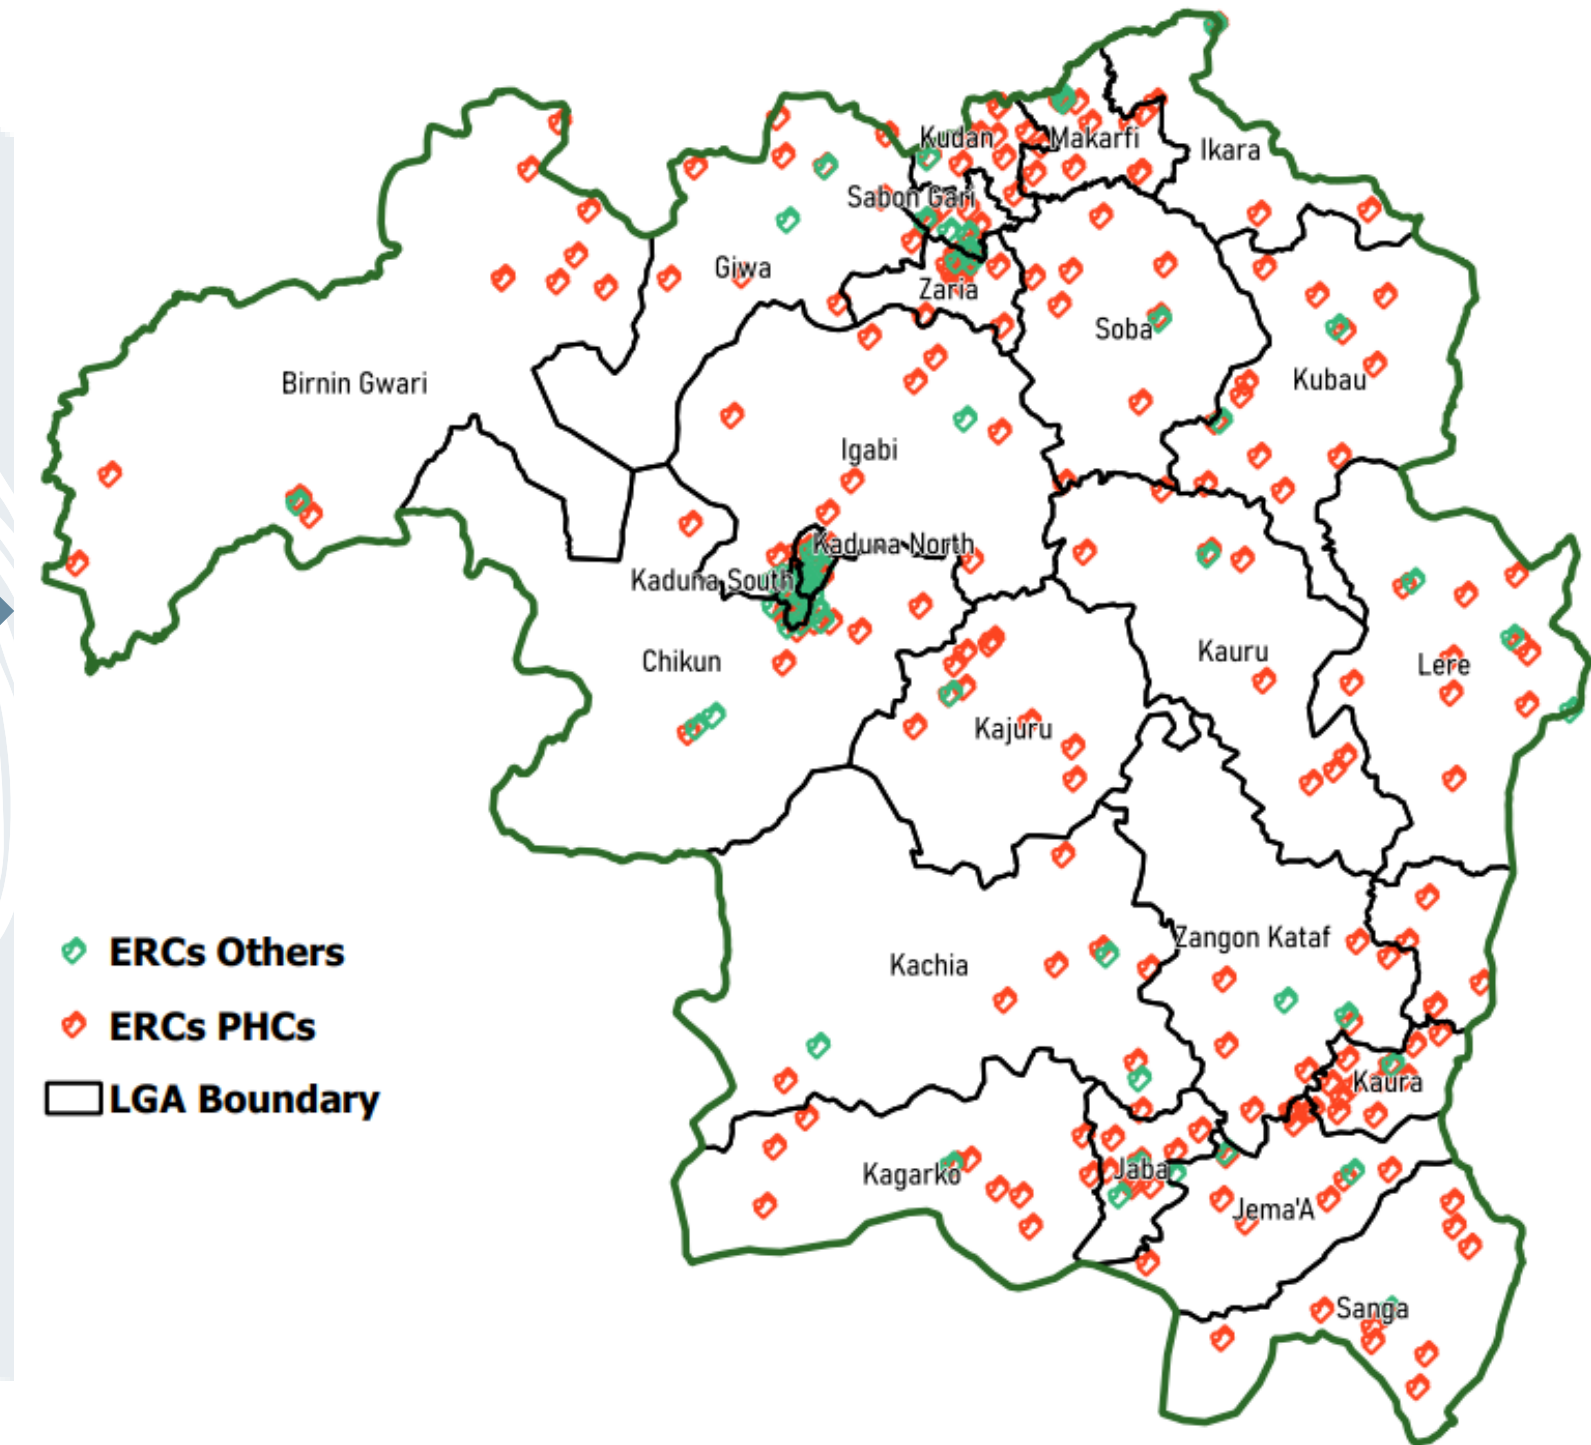 Kudan
Makarfi
Ikara
Sabon Gari
Giwa
Zaria
Soba
Birnin Gwari
Kubau
Igabi
Kaduna North
Kaduna South
Chikun
Kauru
Lere
Kajuru
Zangon Kataf
Kachia
Kaura
Kagarko
Jaba
Jema'A
Sanga
ERCs Others
ERCs PHCs
LGA Boundary